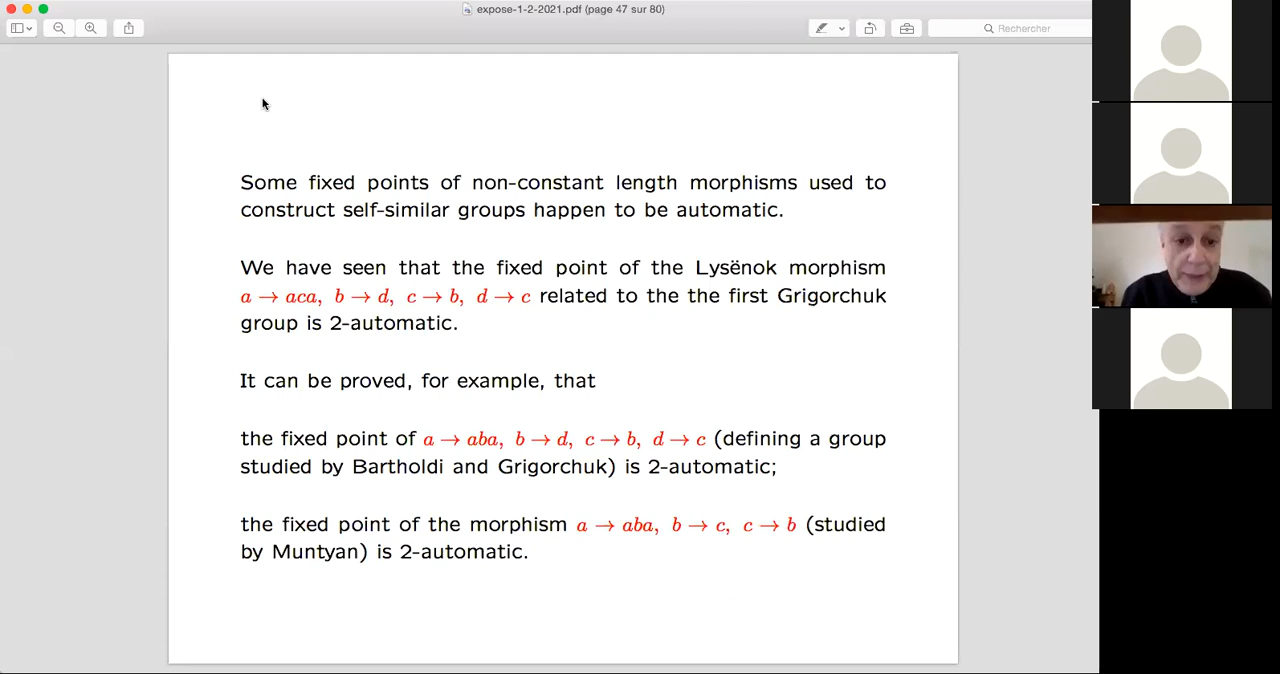 expose-1-2-2021.pdf (page 47 sur 80)
Rechercher
Some fixed points of non-constant length morphisms used to
construct self-similar groups happen to be automatic.
We have seen that the fixed point of the Lysënok morphism
a → aca, b → d, c → b, d → c related to the the first Grigorchuk
group is 2-automatic.
It can be proved, for example, that
the fixed point of a → aba, b → d, c → b, d → c (defining a group
studied by Bartholdi and Grigorchuk) is 2-automatic;
the fixed point of the morphism a → aba, b → c, c → b (studied
by Muntyan) is 2-automatic.